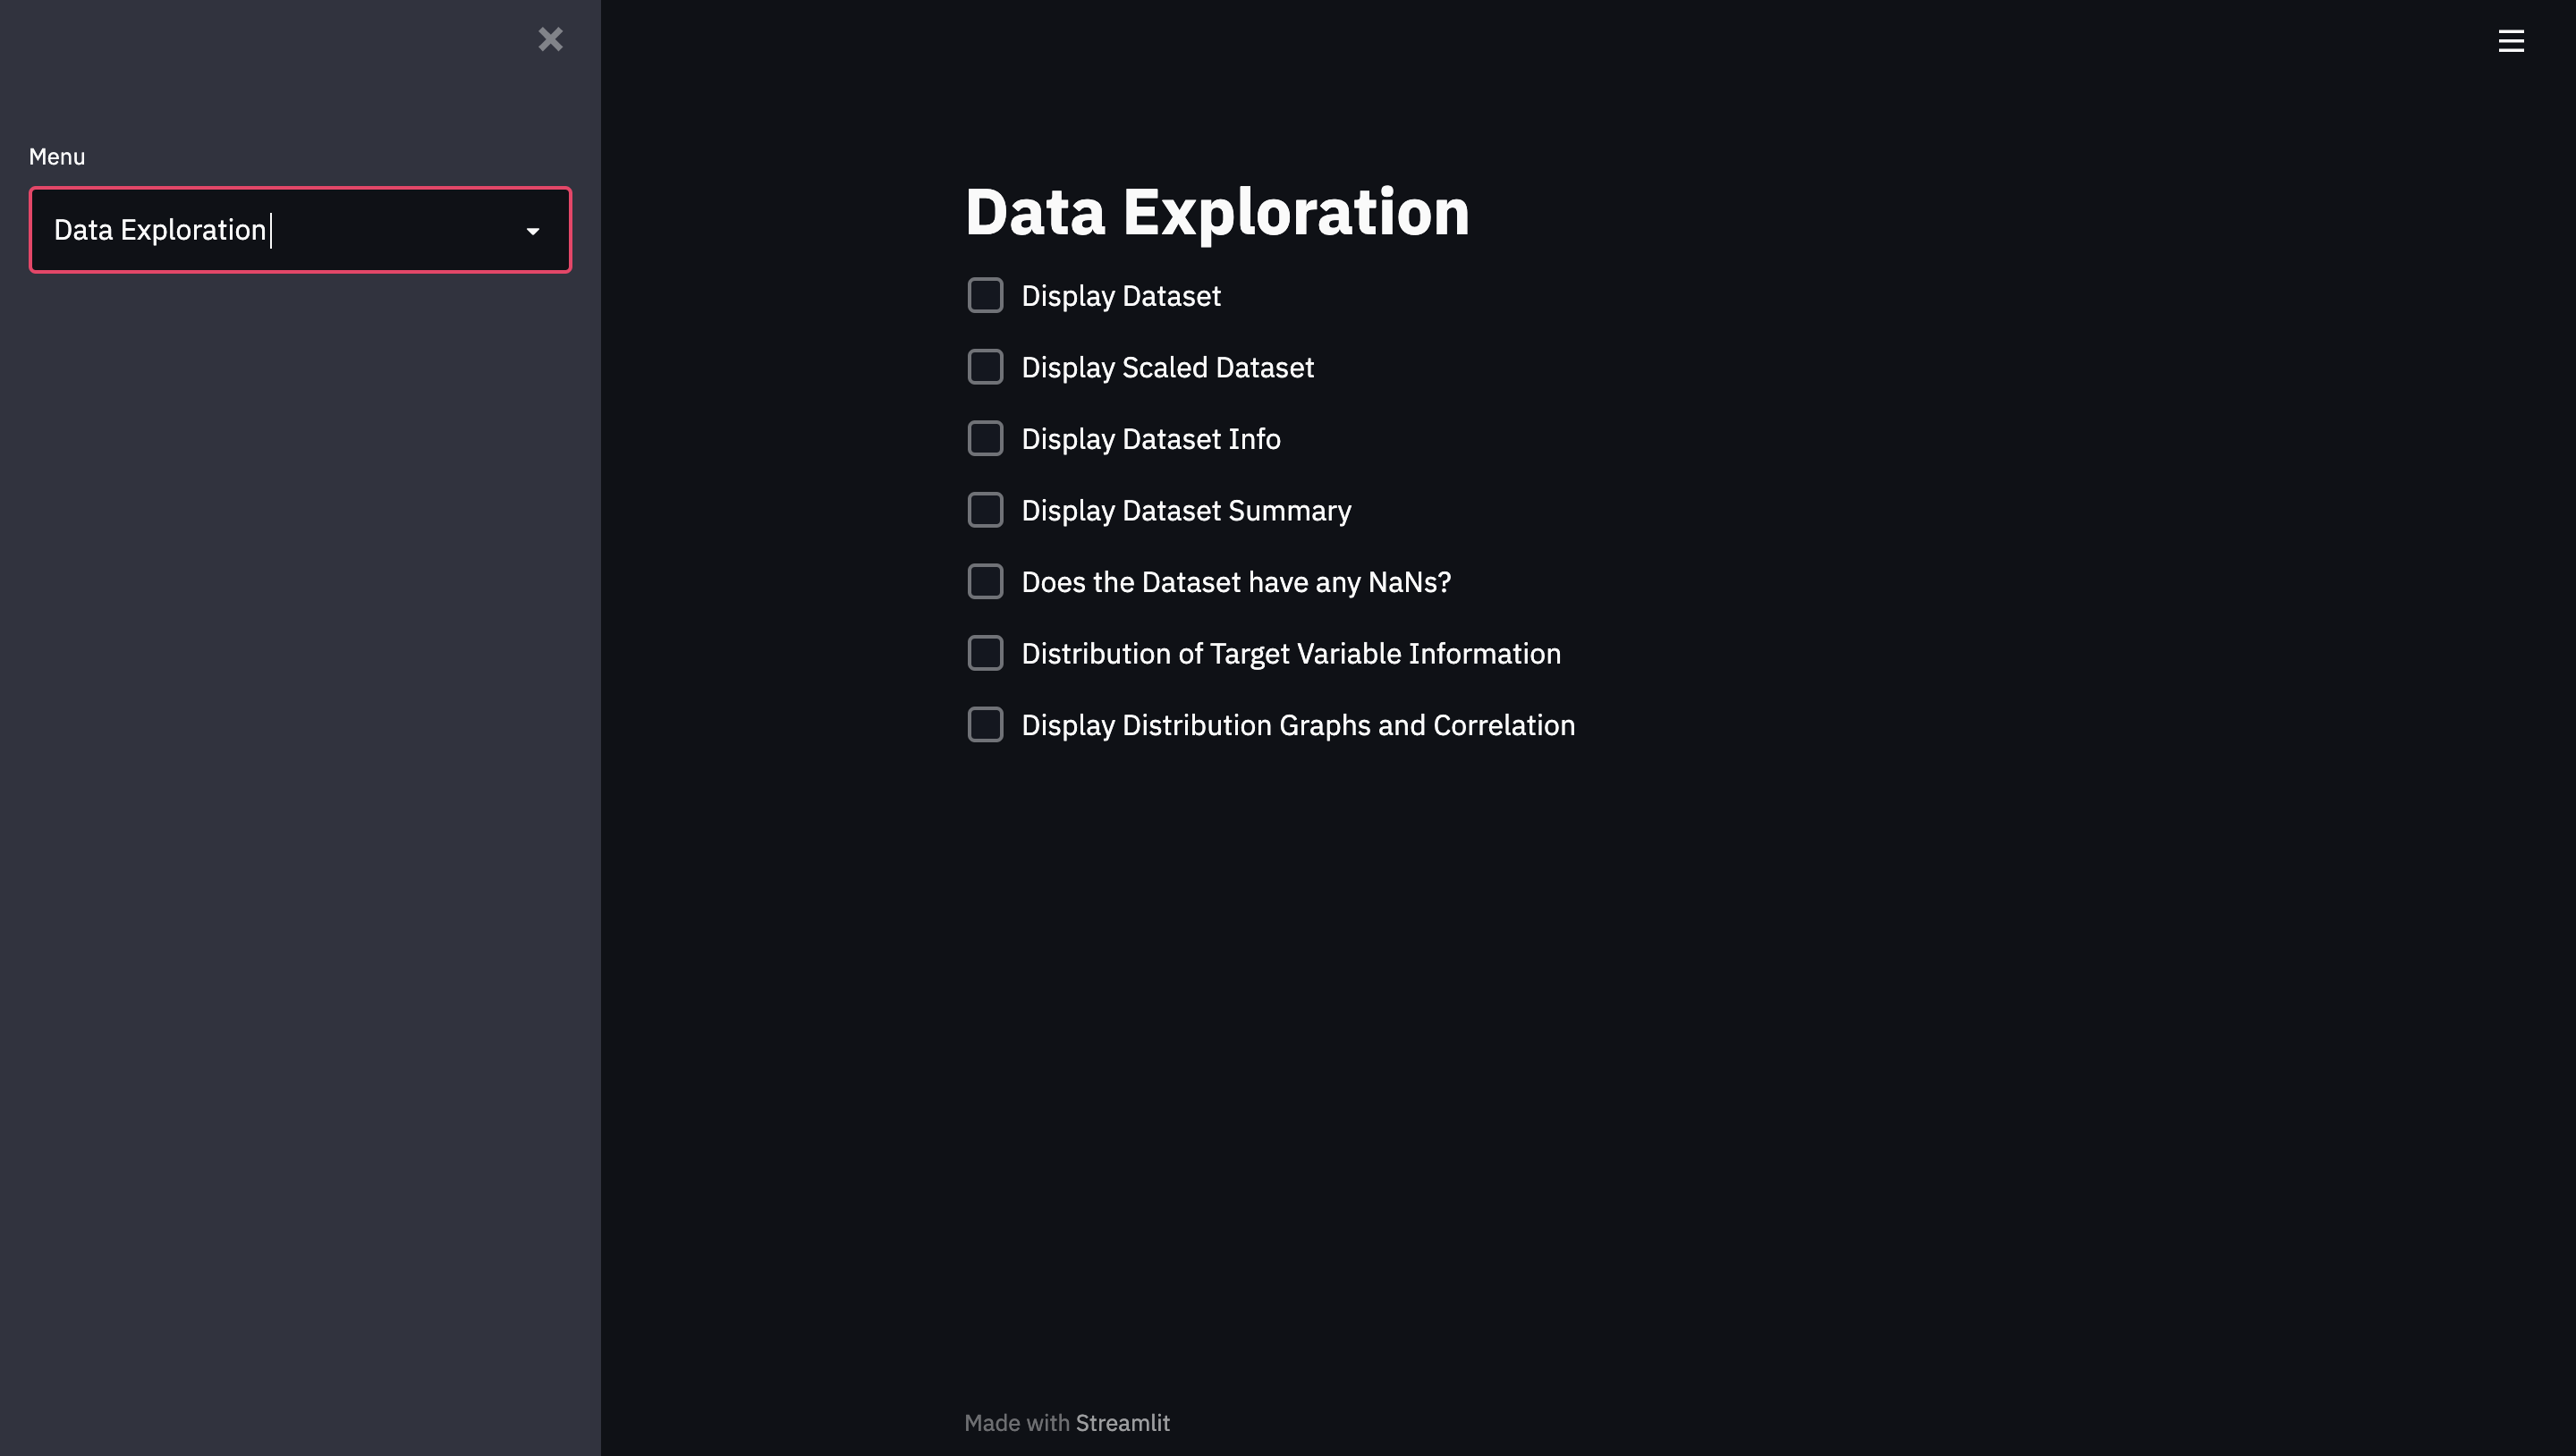 Menu
Data Exploration
Data Exploration
Display Dataset
Display Scaled Dataset
Display Dataset Info
Display Dataset Summary
Does the Dataset have any NaNs?
Distribution of Target Variable Information
Display Distribution Graphs and Correlation
Made with Streamlit